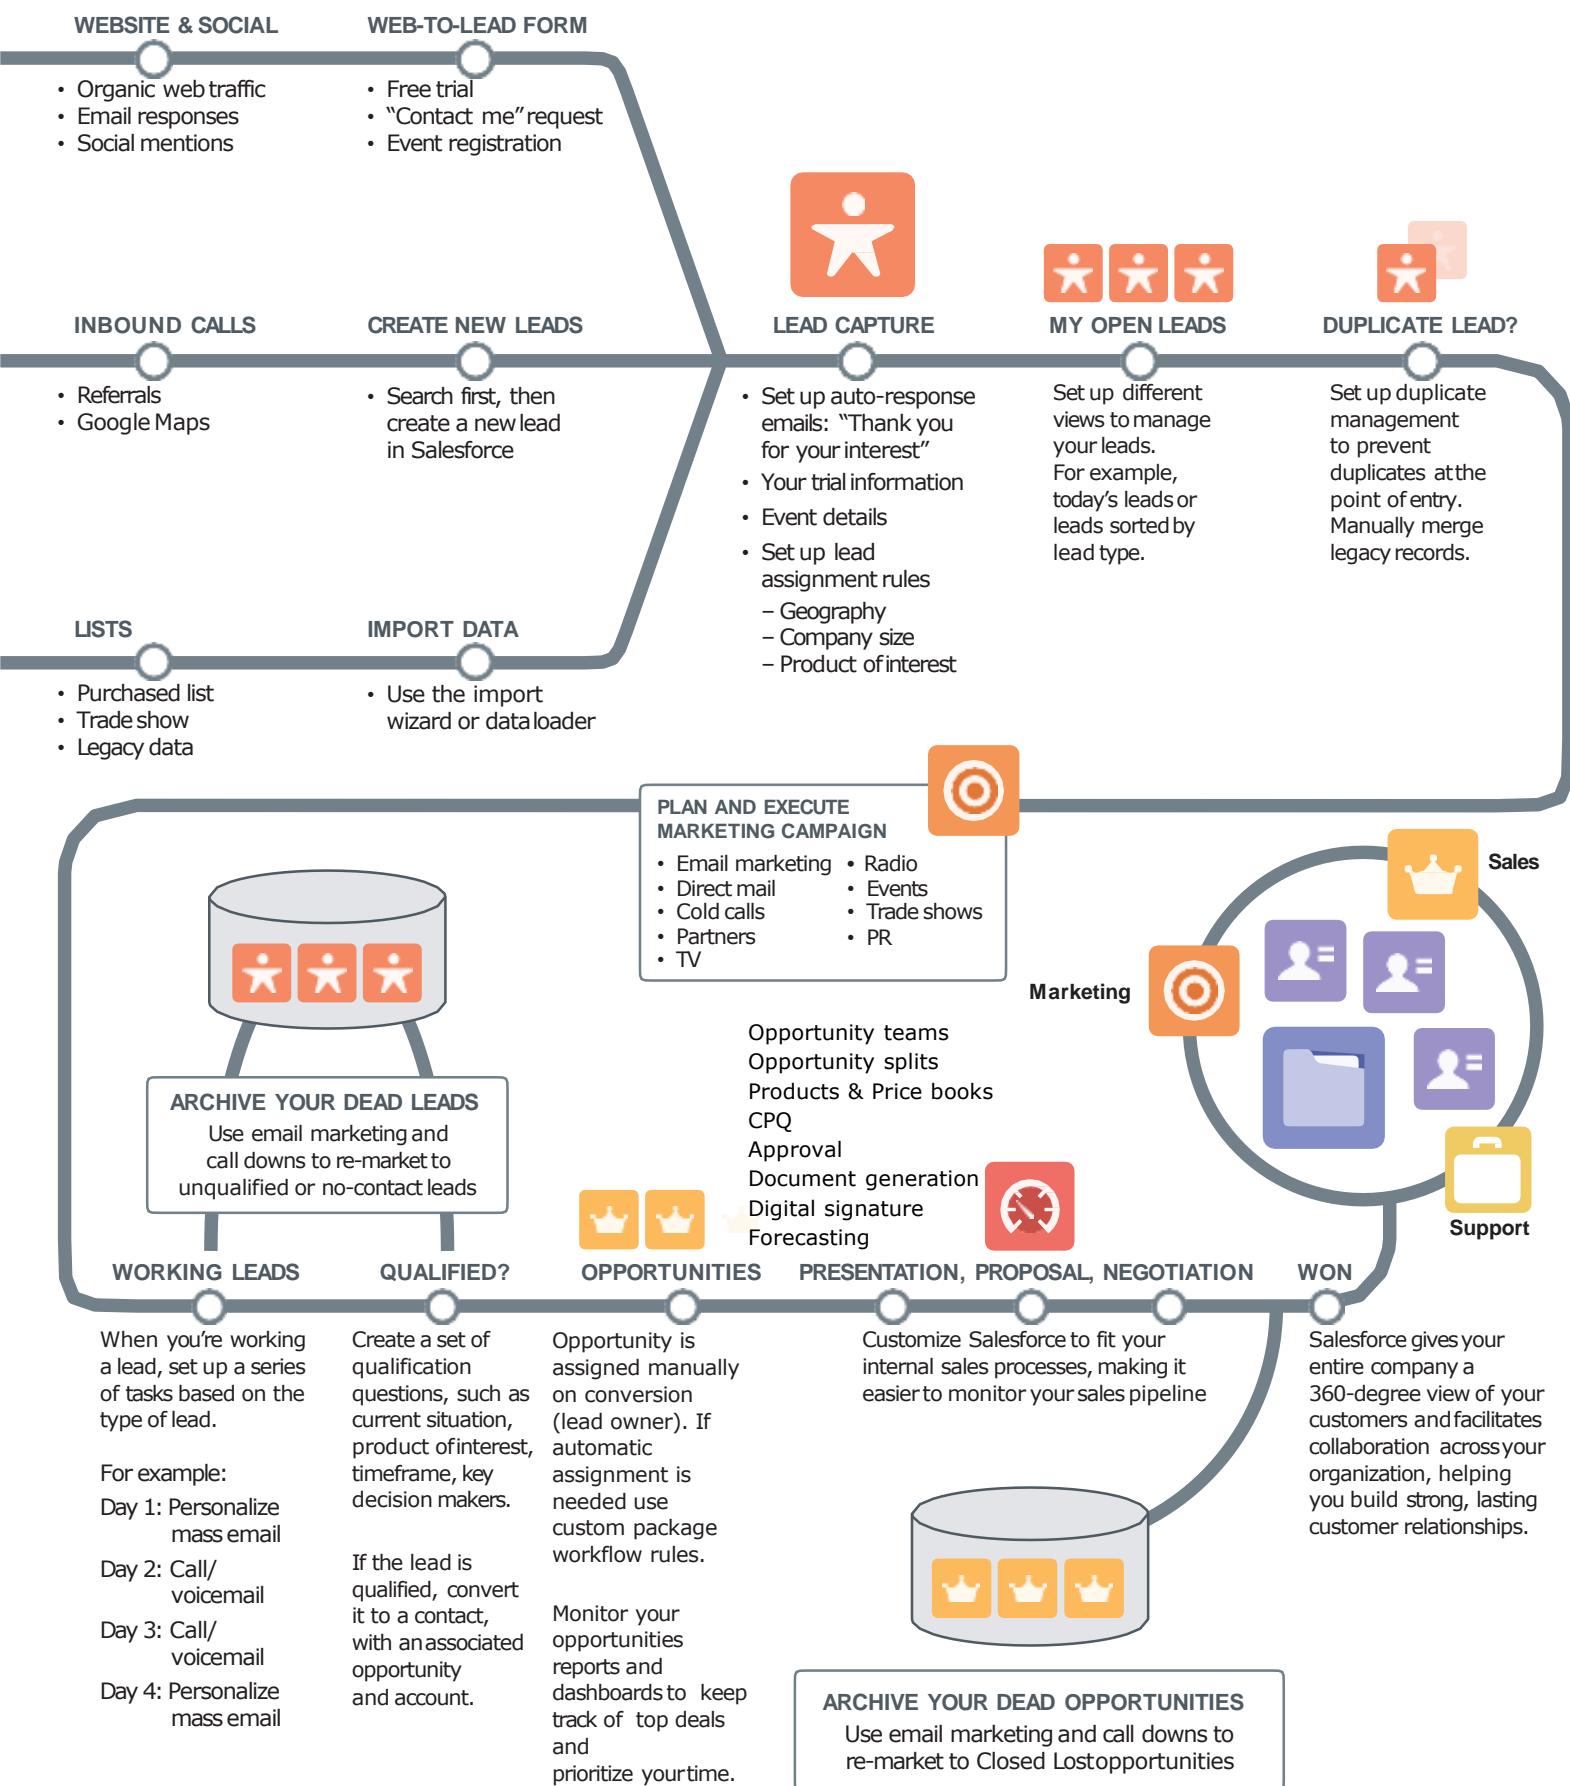 WEBSITE & SOCIAL
• Organic web traffic
• Email responses
• Social mentions
WEB-TO-LEAD FORM
• Free trial
• “Contact me” request
• Event registration
INBOUND CALLS
• Referrals
• Google Maps
CREATE NEW LEADS
• Search first, then
create a new lead
in Salesforce
LISTS
• Purchased list
• Trade show
• Legacy data
IMPORT DATA
• Use the import
wizard or data loader
LEAD CAPTURE
• Set up auto-response
emails: “Thank you
for your interest”
• Your trial information
• Event details
• Set up lead
assignment rules
– Geography
– Company size
– Product of interest
MY OPEN LEADS
Set up different
views to manage
your leads.
For example,
today’s leads or
leads sorted by
lead type.
DUPLICATE LEAD?
Set up duplicate
management
to prevent
duplicates at the
point of entry.
Manually merge
legacy records.
PLAN AND EXECUTE
MARKETING CAMPAIGN
• Email marketing
• Direct mail
• Cold calls
• Partners
• TV
• Radio
• Events
• Trade shows
• PR
ARCHIVE YOUR DEAD LEADS
Use email marketing and
call downs to re-market to
unqualified or no-contact leads
WORKING LEADS
When you’re working
a lead, set up a series
of tasks based on the
type of lead.
For example:
Day 1: Personalize
mass email
Day 2: Call/
voicemail
Day 3: Call/
voicemail
Day 4: Personalize
mass email
QUALIFIED?
Create a set of
qualification
questions, such as
current situation,
product of interest,
timeframe, key
decision makers.
If the lead is
qualified, convert
it to a contact,
with an associated
opportunity
and account.
OPPORTUNITIES
Opportunity is
assigned manually
on conversion
(lead owner). If
automatic
assignment is
needed use
custom package
workflow rules.
Monitor your
opportunities
reports and
dashboards to keep
track of top deals
and
prioritize your time.
Opportunity teams
Opportunity splits
Products & Price books
CPQ
Approval
Document generation
Digital signature
Forecasting
PRESENTATION, PROPOSAL, NEGOTIATION
Customize Salesforce to fit your
internal sales processes, making it
easier to monitor your sales pipeline
ARCHIVE YOUR DEAD OPPORTUNITIES
Use email marketing and call downs to
re-market to Closed Lost opportunities
Sales
Marketing
Support
WON
Salesforce gives your
entire company a
360-degree view of your
customers and facilitates
collaboration across your
organization, helping
you build strong, lasting
customer relationships.